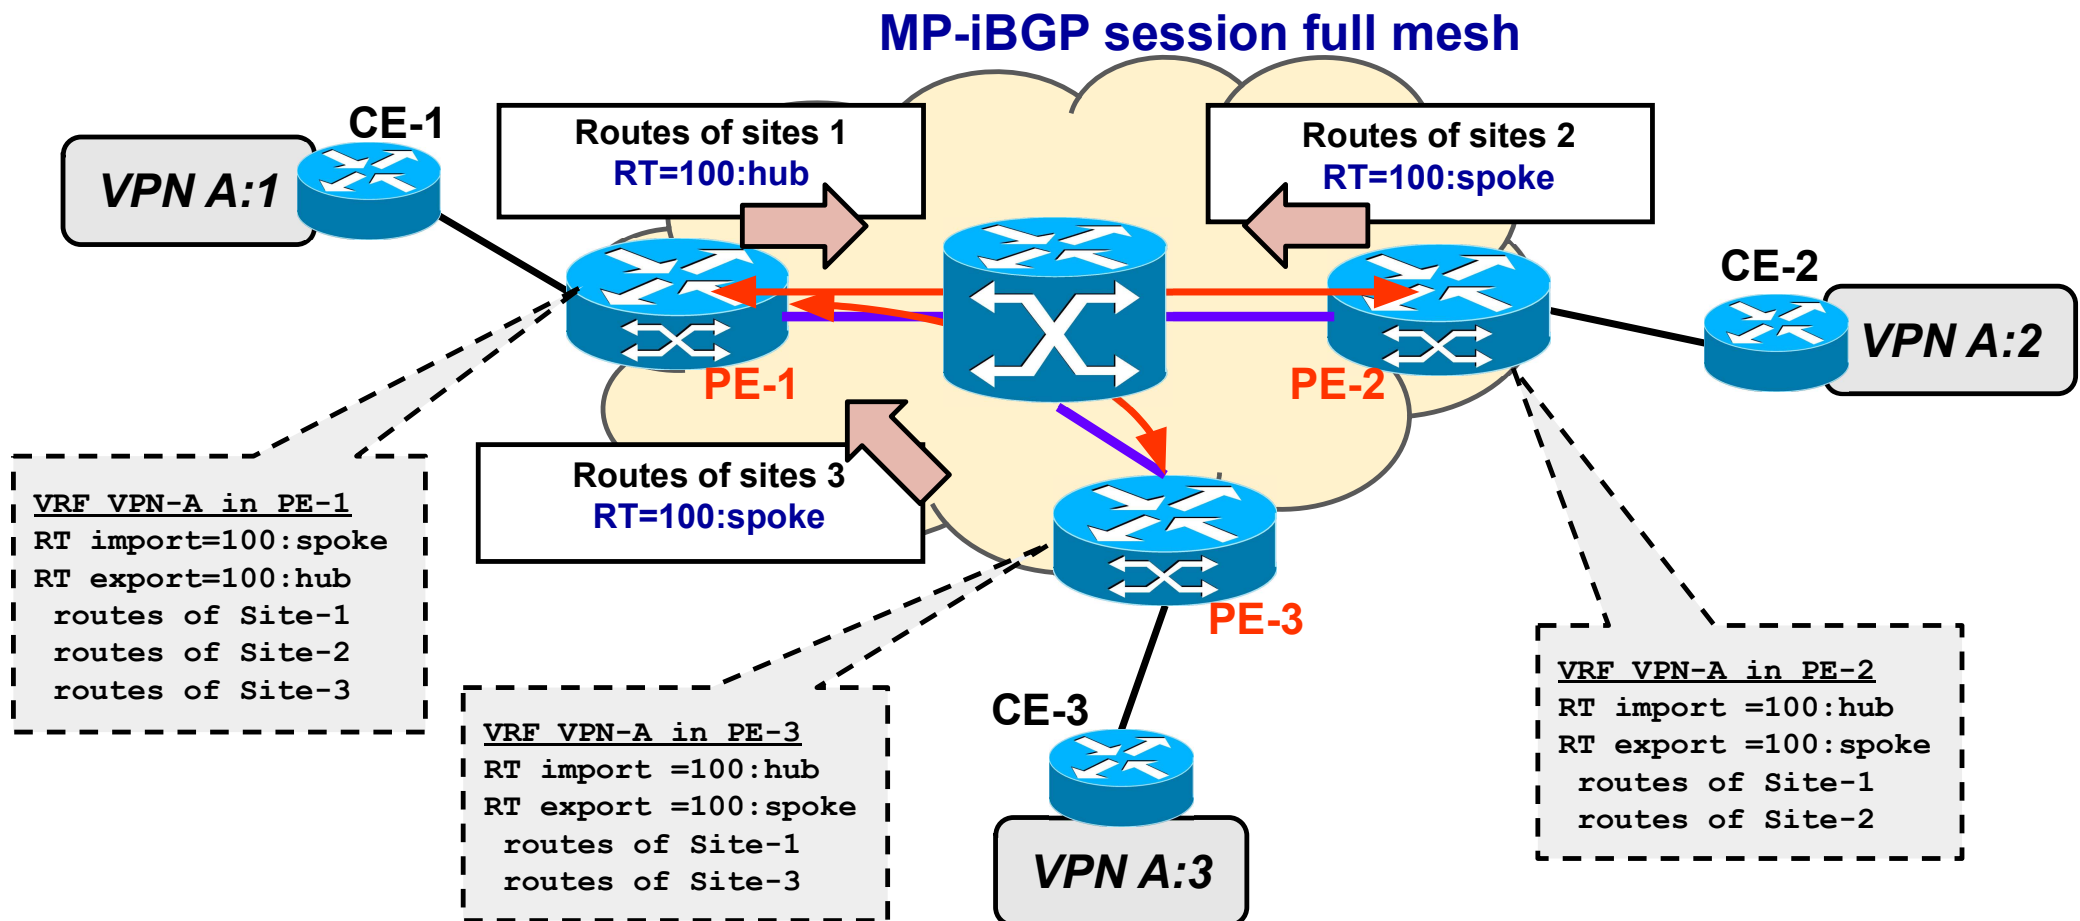 MP-iBGP session full mesh
CE-1
VPN A:1
Routes of sites 1
RT=100:hub
Routes of sites 2
RT=100:spoke
CE-2
VPN A:2
PE-1
PE-2
Routes of sites 3
RT=100:spoke
PE-3
VRF VPN-A in PE-1
RT import=100:spoke
RT export=100:hub
routes of Site-1
routes of Site-2
routes of Site-3
VRF VPN-A in PE-3
RT import =100:hub
RT export =100:spoke
routes of Site-1
routes of Site-3
CE-3
VPN A:3
VRF VPN-A in PE-2
RT import =100:hub
RT export =100:spoke
routes of Site-1
routes of Site-2